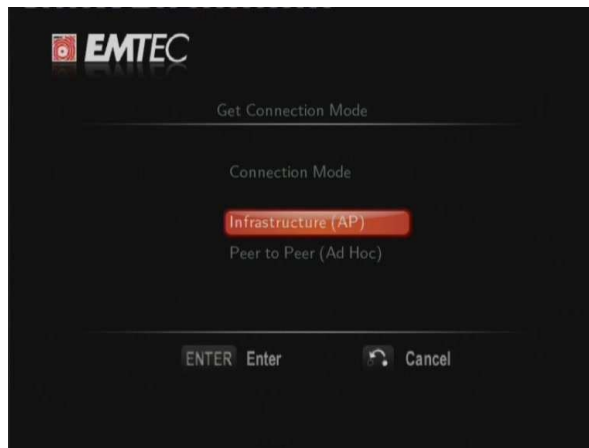 EMTEC
Get Connection Mode
Connection Mode
Infrastructure (AP)
Peer to Peer (Ad Hoc)
ENTER Enter Cancel